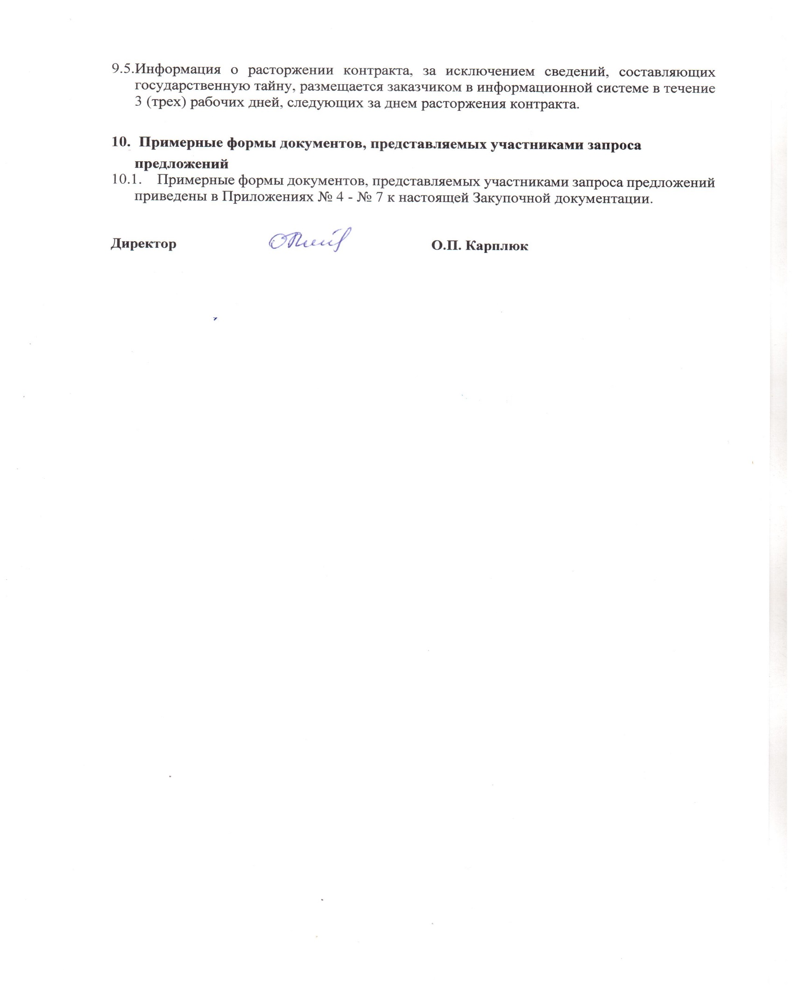 9.5.Информация о расторжении контракта, за исключением сведений, составляющих
государственную тайну, размещается заказчиком в информационной системе в течение
3 (трех) рабочих дней, следующих за днем расторжения контракта.
10. Примерные формы документов, представляемых участниками запроса
предложений
10.1. Примерные формы документов, представляемых участниками запроса предложений
приведены в Приложениях № 4 - № 7 к настоящей Закупочной документации.
Директор О.П. Карплюк